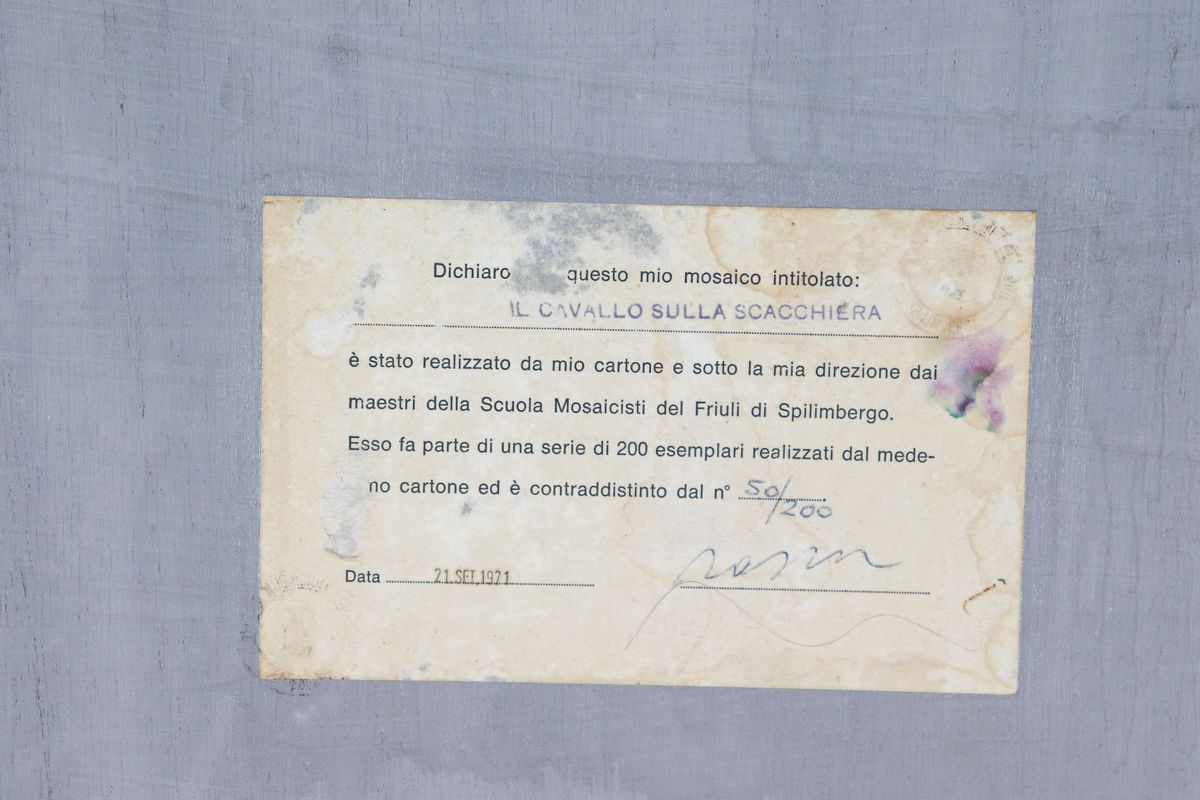 Dichiaro questo mio mosaico intitolato:
IL CAVALLO SULLA SCACCHIERA
è stato realizzato da mio cartone e sotto la mia direzione dai
maestri della Scuola Mosaicisti del Friuli di Spilimbergo.
Esso fa parte di una serie di 200 esemplari realizzati dal mede-
mo cartone ed è contraddistinto dal n° 50/200.
Data 21 SET. 1971